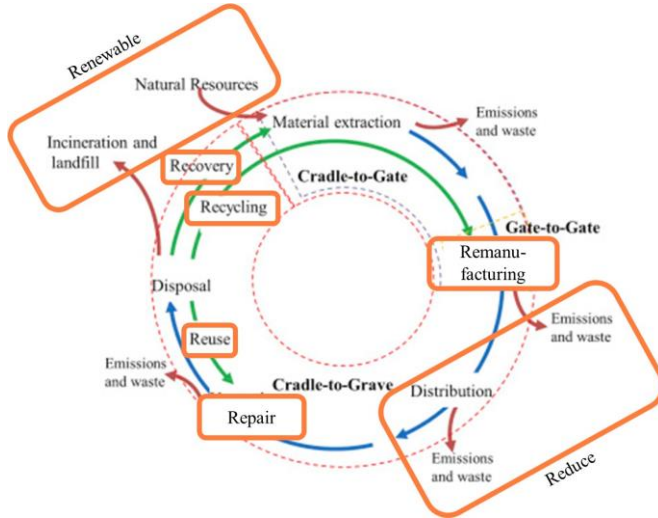 Renewable
Natural Resources
Incineration and
landfill
Material extraction
Emissions
and waste
Recovery
Cradle-to-Gate
Recycling
Gate-to-Gate
Remanu-
facturing
Disposal
Emissions
and waste
Reuse
Emissions
and waste
Cradle-to-Grave
Distribution
Repair
Emissions
and waste
Reduce